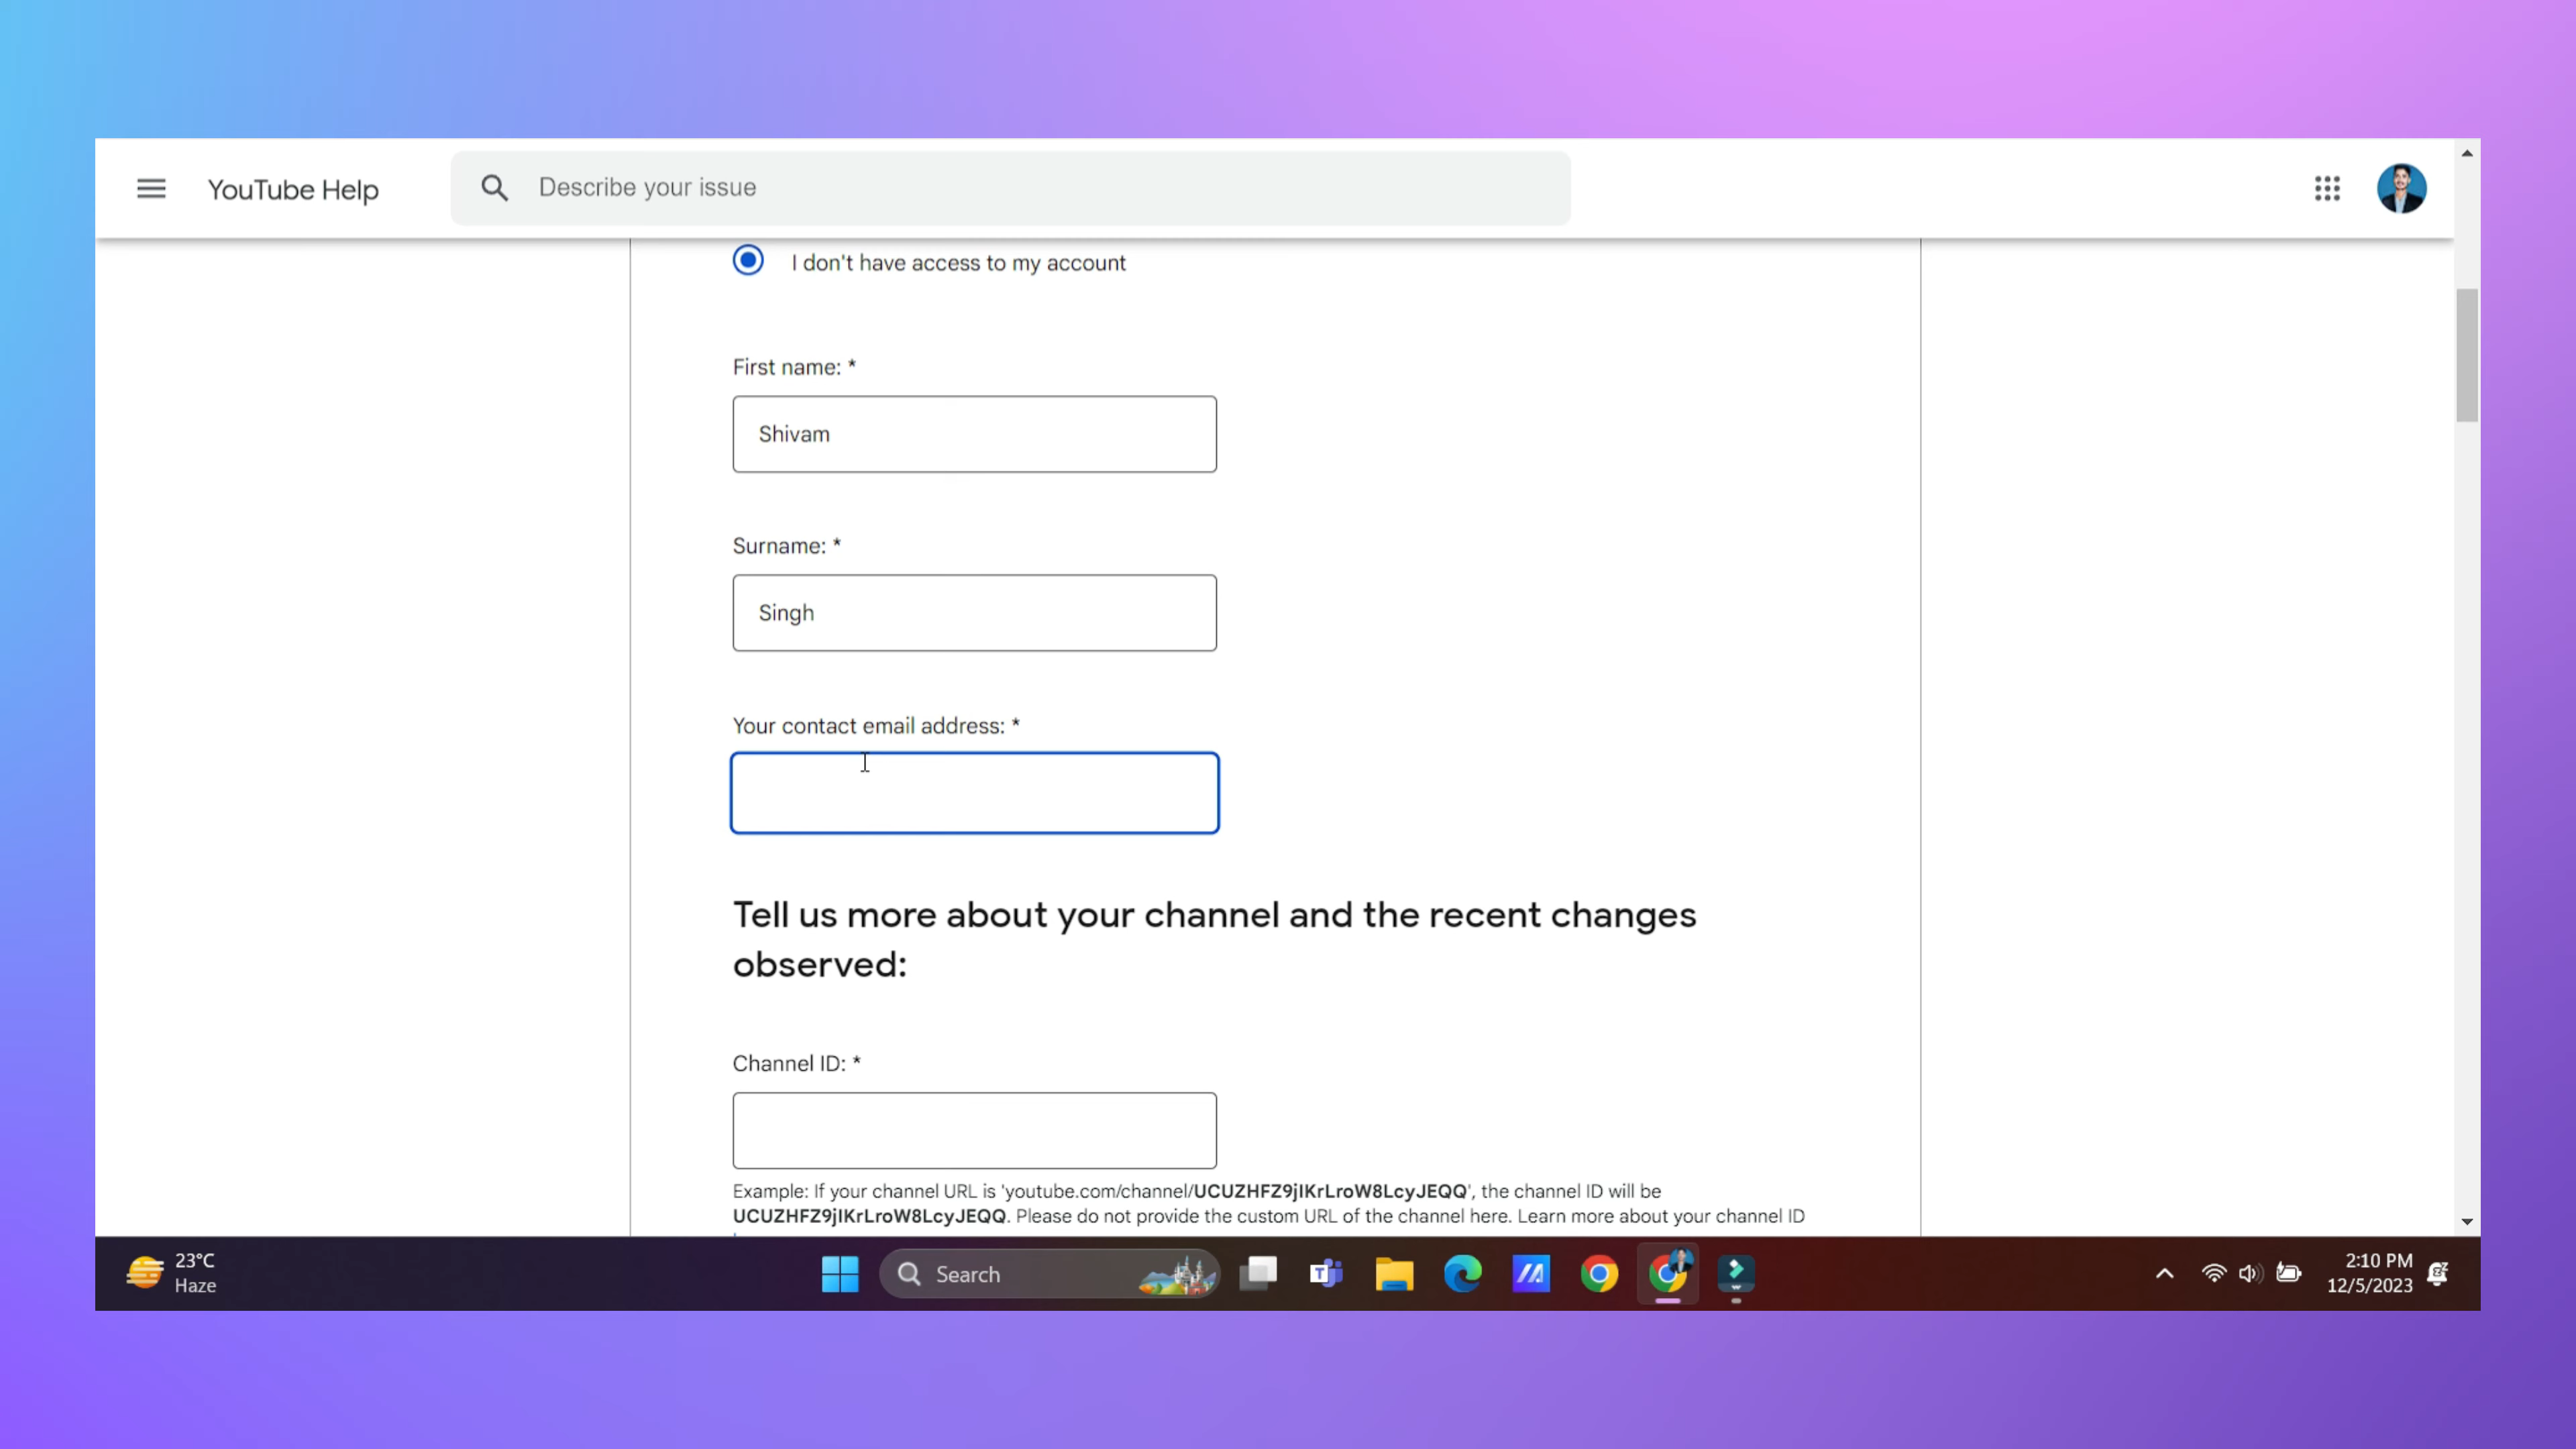 YouTube Help
Describe your issue
I don't have access to my account
First name: *
Shivam
Surname: *
Singh
Your contact email address: *
Tell us more about your channel and the recent changes
observed:
Channel ID: *
Example: If your channel URL is 'youtube.com/channel/UCUZHFZ9jIKrLroW8LcyJEQQ', the channel ID will be
UCUZHFZ9jIKrLroW8LcyJEQQ. Please do not provide the custom URL of the channel here. Learn more about your channel ID
23°C
Haze
Search
2:10 PM
12/5/2023